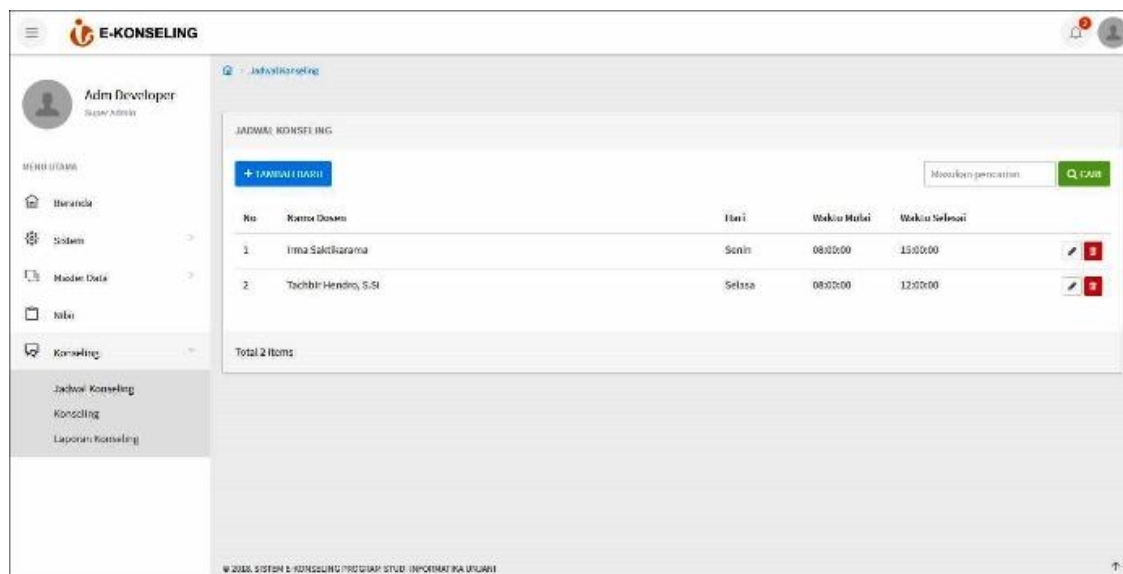 E-KONSELING
2
Adm Developer
Super Admin
MENU UTAMA
Beranda
Sistem
Master Data
Nilai
Konseling
Jadwal Konseling
Konseling
Laporan Konseling
JadwalKonseling
JADWAL KONSELING
+ TAMBAH BARU
Masukan pencarian
CARI
No Nama Dosen Hari Waktu Mulai Waktu Selesai
1 Irma Saktikarama Senin 08:00:00 15:00:00
2 Tachbir Hendro, S.Si Selasa 08:00:00 12:00:00
Total 2 items
© 2018. SISTEM E-KONSELING PROGRAM STUDI INFORMATIKA UNJANI